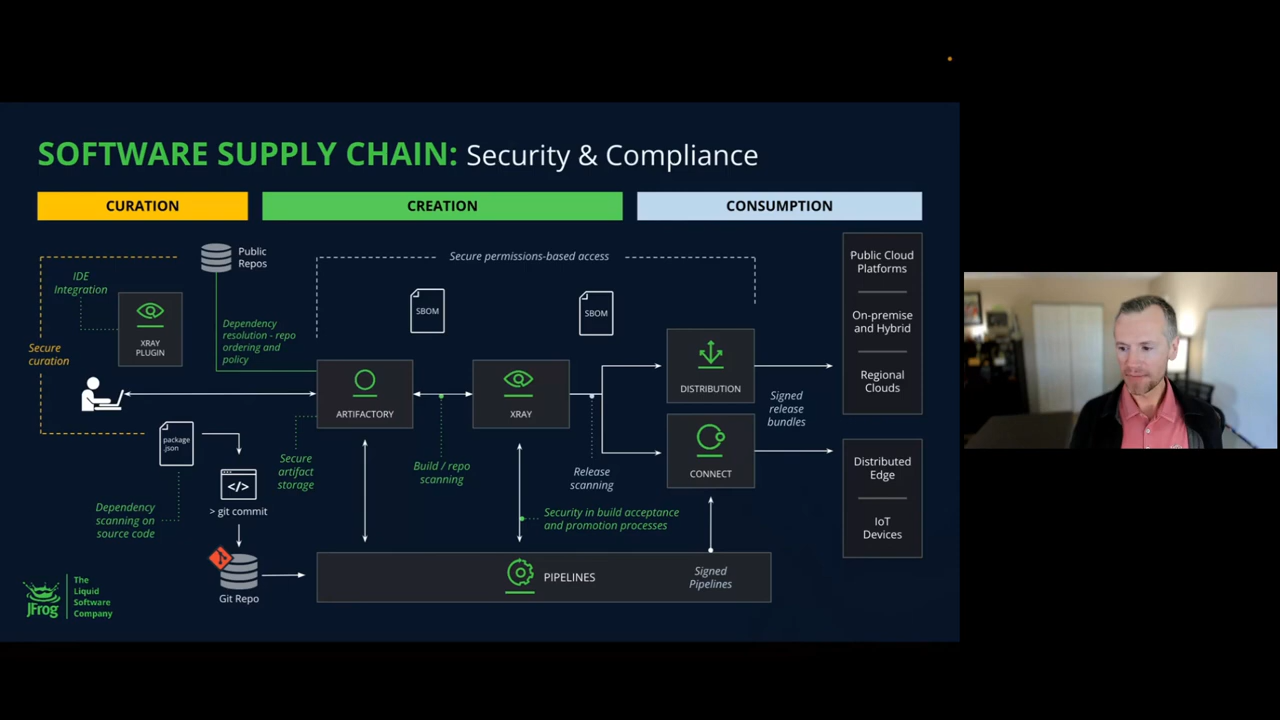 SOFTWARE SUPPLY CHAIN: Security & Compliance
CURATION
CREATION
CONSUMPTION
Public
Repos
IDE
Integration
XRAY
PLUGIN
Secure
curation
Dependency
resolution - repo
ordering and
policy
Secure permissions-based access
SBOM
SBOM
ARTIFACTORY
XRAY
DISTRIBUTION
CONNECT
Signed
release
bundles
Public Cloud
Platforms
On-premise
and Hybrid
Regional
Clouds
Distributed
Edge
IoT
Devices
package
.json
</>
> git commit
Dependency
scanning on
source code
Secure
artifact
storage
Build / repo
scanning
Release
scanning
Security in build acceptance
and promotion processes
Git Repo
PIPELINES
Signed
Pipelines
JFrog
The
Liquid
Software
Company